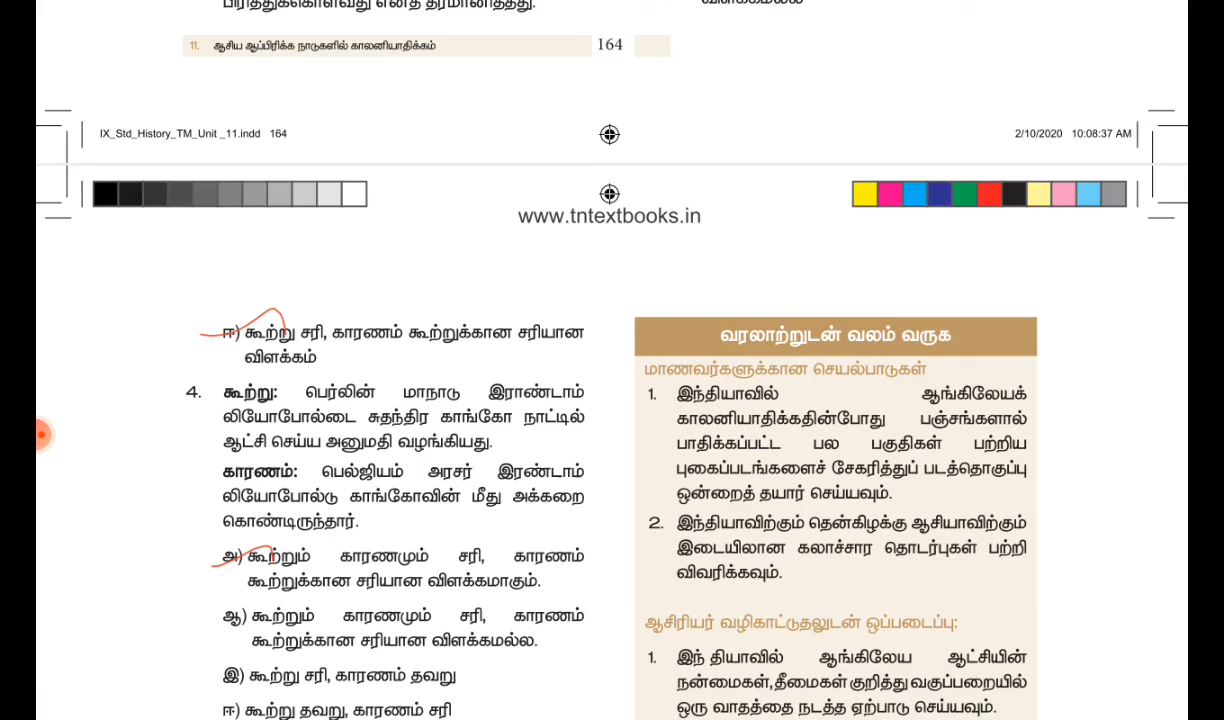 பிரித்துக்கொள்வது எனத் தீர்மானித்தது.
விளக்கமல்ல
11. ஆசிய ஆப்பிரிக்க நாடுகளில் காலனியாதிக்கம்
164
IX_Std_History_TM_Unit _11.indd 164
2/10/2020 10:08:37 AM
www.tntextbooks.in
ஈ) கூற்று சரி, காரணம் கூற்றுக்கான சரியான
விளக்கம்
4. கூற்று: பெர்லின் மாநாடு இராண்டாம்
லியோபோல்டை சுதந்திர காங்கோ நாட்டில்
ஆட்சி செய்ய அனுமதி வழங்கியது.
காரணம்: பெல்ஜியம் அரசர் இரண்டாம்
லியோபோல்டு காங்கோவின் மீது அக்கறை
கொண்டிருந்தார்.
அ) கூற்றும் காரணமும் சரி, காரணம்
கூற்றுக்கான சரியான விளக்கமாகும்.
ஆ) கூற்றும் காரணமும் சரி, காரணம்
கூற்றுக்கான சரியான விளக்கமல்ல.
இ) கூற்று சரி, காரணம் தவறு
ஈ) கூற்று தவறு, காரணம் சரி
வரலாற்றுடன் வலம் வருக
மாணவர்களுக்கான செயல்பாடுகள்
1. இந்தியாவில் ஆங்கிலேயக்
காலனியாதிக்கதின்போது பஞ்சங்களால்
பாதிக்கப்பட்ட பல பகுதிகள் பற்றிய
புகைப்படங்களைச் சேகரித்துப் படத்தொகுப்பு
ஒன்றைத் தயார் செய்யவும்.
2. இந்தியாவிற்கும் தென்கிழக்கு ஆசியாவிற்கும்
இடையிலான கலாச்சார தொடர்புகள் பற்றி
விவரிக்கவும்.
ஆசிரியர் வழிகாட்டுதலுடன் ஒப்படைப்பு:
1. இந் தியாவில் ஆங்கிலேய ஆட்சியின்
நன்மைகள்,தீமைகள் குறித்து வகுப்பறையில்
ஒரு வாதத்தை நடத்த ஏற்பாடு செய்யவும்.